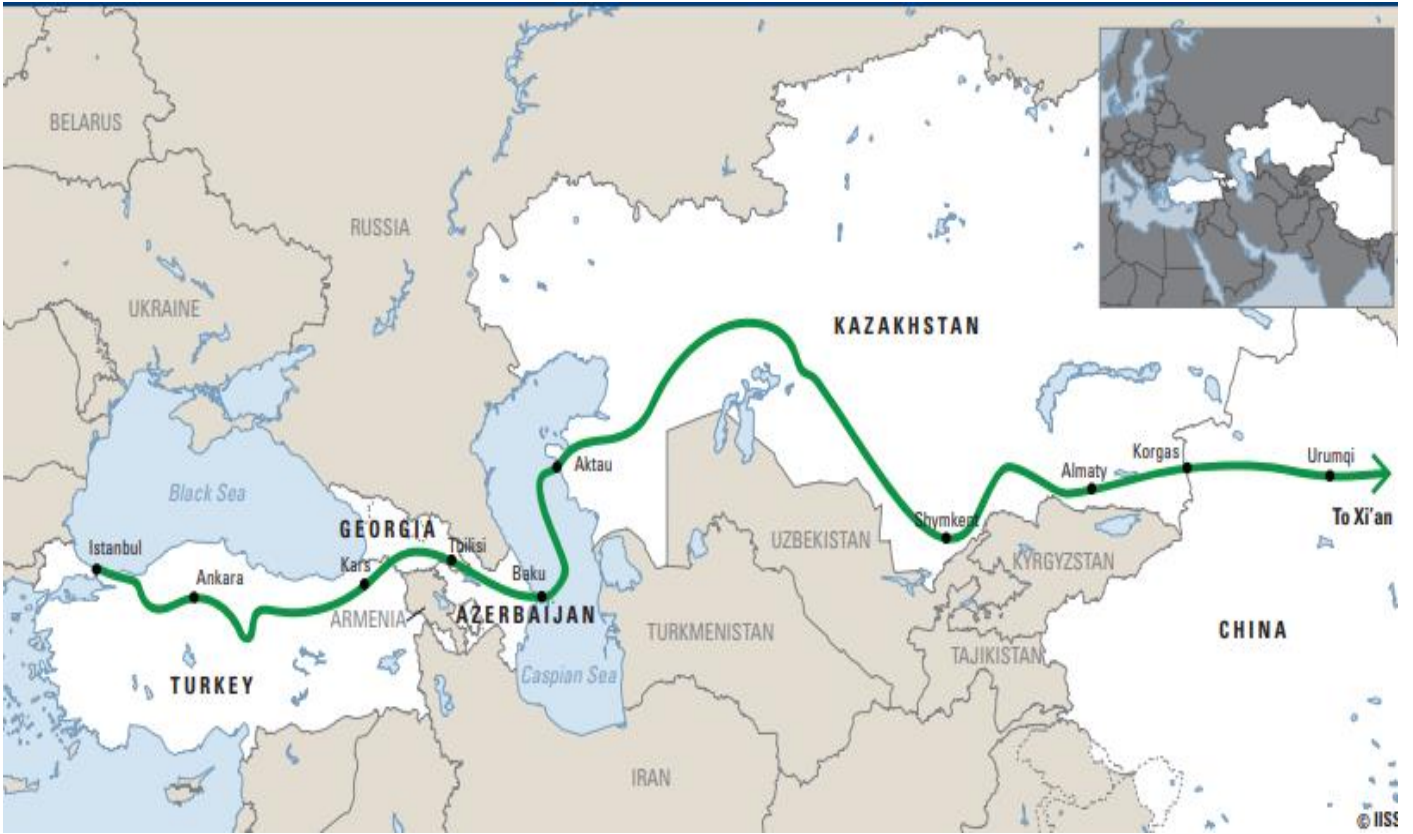 BELARUS
RUSSIA
UKRAINE
KAZAKHSTAN
Korgas
Almaty
Urumqi
Aktau
Black Sea
To Xi'an
GEORGIA
Shymkent
UZBEKISTAN
Istanbul
Tbilisi
KYRGYZSTAN
Kars
Ankara
Baku
ARMENIA
AZERBAIJAN
TURKMENISTAN
CHINA
TAJIKISTAN
Caspian Sea
TURKEY
IRAN
© IISS